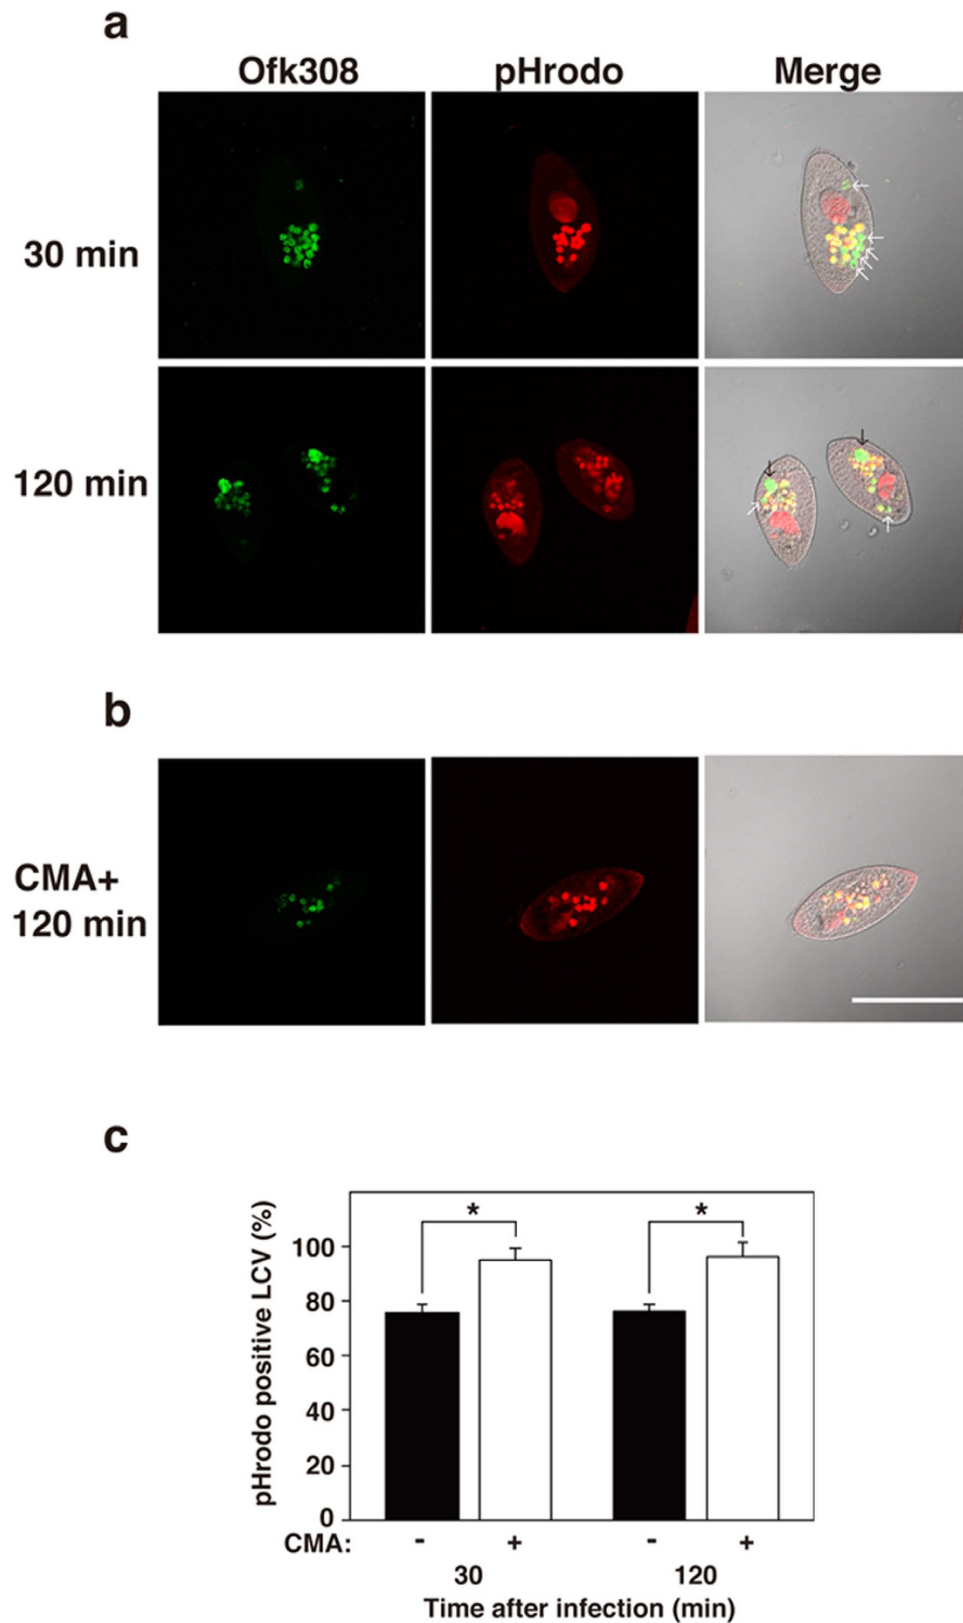 a
Ofk308 pHrodo Merge
30 min
120 min
b
CMA+
120 min
c
pHrodo positive LCV (%)
* *
100
80
60
40
20
0
CMA: - + - +
30 120
Time after infection (min)